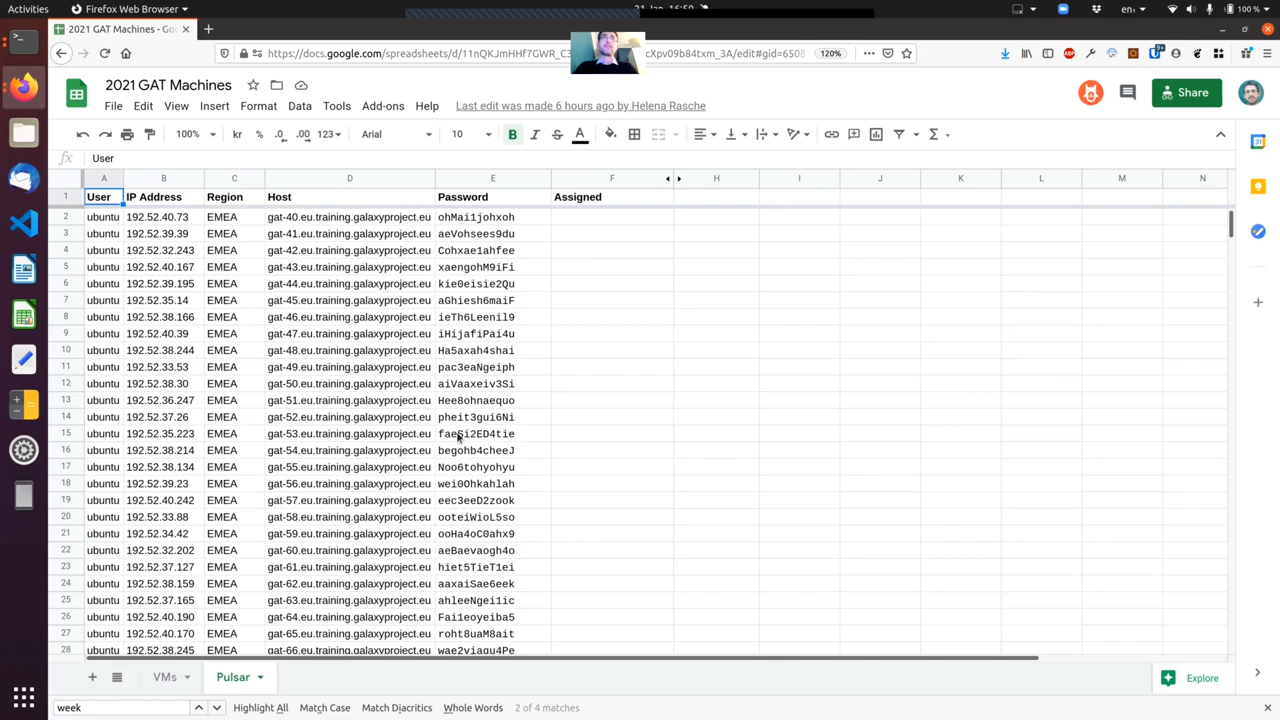 Activities Firefox Web Browser 21. Jan 16:50 en 100 %
2021 GAT Machines - Goo
https://docs.google.com/spreadsheets/d/11nQKJmHHf7GWR_C3 cXpv09b84txm_3A/edit#gid=6508 120%
2021 GAT Machines
File Edit View Insert Format Data Tools Add-ons Help Last edit was made 6 hours ago by Helena Rasche
Share
100% kr % .0 .00 123 Arial 10 B I S A
fx User
A B C D E F H I J K L M N
1 User IP Address Region Host Password Assigned
2 ubuntu 192.52.40.73 EMEA gat-40.eu.training.galaxyproject.eu ohMai1johxoh
3 ubuntu 192.52.39.39 EMEA gat-41.eu.training.galaxyproject.eu aeVohsees9du
4 ubuntu 192.52.32.243 EMEA gat-42.eu.training.galaxyproject.eu Cohxae1ahfee
5 ubuntu 192.52.40.167 EMEA gat-43.eu.training.galaxyproject.eu xaengohM9iFi
6 ubuntu 192.52.39.195 EMEA gat-44.eu.training.galaxyproject.eu kie0eisie2Qu
7 ubuntu 192.52.35.14 EMEA gat-45.eu.training.galaxyproject.eu aGhiesh6maiF
8 ubuntu 192.52.38.166 EMEA gat-46.eu.training.galaxyproject.eu ieTh6Leenil9
9 ubuntu 192.52.40.39 EMEA gat-47.eu.training.galaxyproject.eu iHijafiPai4u
10 ubuntu 192.52.38.244 EMEA gat-48.eu.training.galaxyproject.eu Ha5axah4shai
11 ubuntu 192.52.33.53 EMEA gat-49.eu.training.galaxyproject.eu pac3eaNgeiph
12 ubuntu 192.52.38.30 EMEA gat-50.eu.training.galaxyproject.eu aiVaaxeiv3Si
13 ubuntu 192.52.36.247 EMEA gat-51.eu.training.galaxyproject.eu Hee8ohnaequo
14 ubuntu 192.52.37.26 EMEA gat-52.eu.training.galaxyproject.eu pheit3gui6Ni
15 ubuntu 192.52.35.223 EMEA gat-53.eu.training.galaxyproject.eu faeSi2ED4tie
16 ubuntu 192.52.38.214 EMEA gat-54.eu.training.galaxyproject.eu begohb4cheeJ
17 ubuntu 192.52.38.134 EMEA gat-55.eu.training.galaxyproject.eu Noo6tohyohyu
18 ubuntu 192.52.39.23 EMEA gat-56.eu.training.galaxyproject.eu wei0Ohkahlah
19 ubuntu 192.52.40.242 EMEA gat-57.eu.training.galaxyproject.eu eec3eeD2zook
20 ubuntu 192.52.33.88 EMEA gat-58.eu.training.galaxyproject.eu ooteiWioL5so
21 ubuntu 192.52.34.42 EMEA gat-59.eu.training.galaxyproject.eu ooHa4oC0ahx9
22 ubuntu 192.52.32.202 EMEA gat-60.eu.training.galaxyproject.eu aeBaevaogh4o
23 ubuntu 192.52.37.127 EMEA gat-61.eu.training.galaxyproject.eu hiet5TieT1ei
24 ubuntu 192.52.38.159 EMEA gat-62.eu.training.galaxyproject.eu aaxaiSae6eek
25 ubuntu 192.52.37.165 EMEA gat-63.eu.training.galaxyproject.eu ahleeNgei1ic
26 ubuntu 192.52.40.190 EMEA gat-64.eu.training.galaxyproject.eu Fai1eoyeiba5
27 ubuntu 192.52.40.170 EMEA gat-65.eu.training.galaxyproject.eu roht8uaM8ait
28 ubuntu 192.52.38.245 EMEA gat-66.eu.training.galaxyproject.eu wae2viaqu4Pe
VMs Pulsar Explore
week Highlight All Match Case Match Diacritics Whole Words 2 of 4 matches